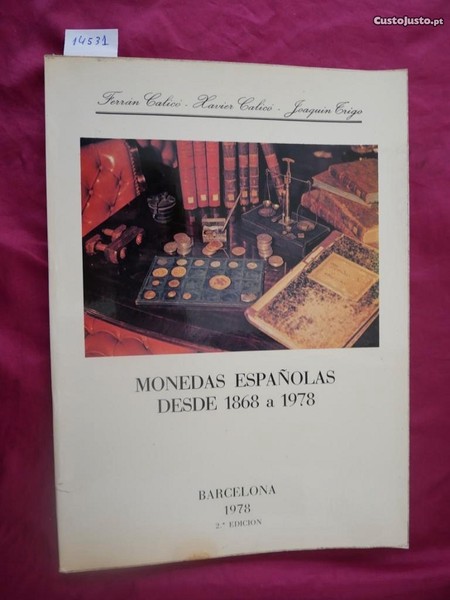 CustoJusto.pt
14531
Ferrán Calicó - Xavier Calicó - Joaquín Trigo
MONEDAS ESPAÑOLAS
DESDE 1868 a 1978
BARCELONA
1978
2.ª EDICION